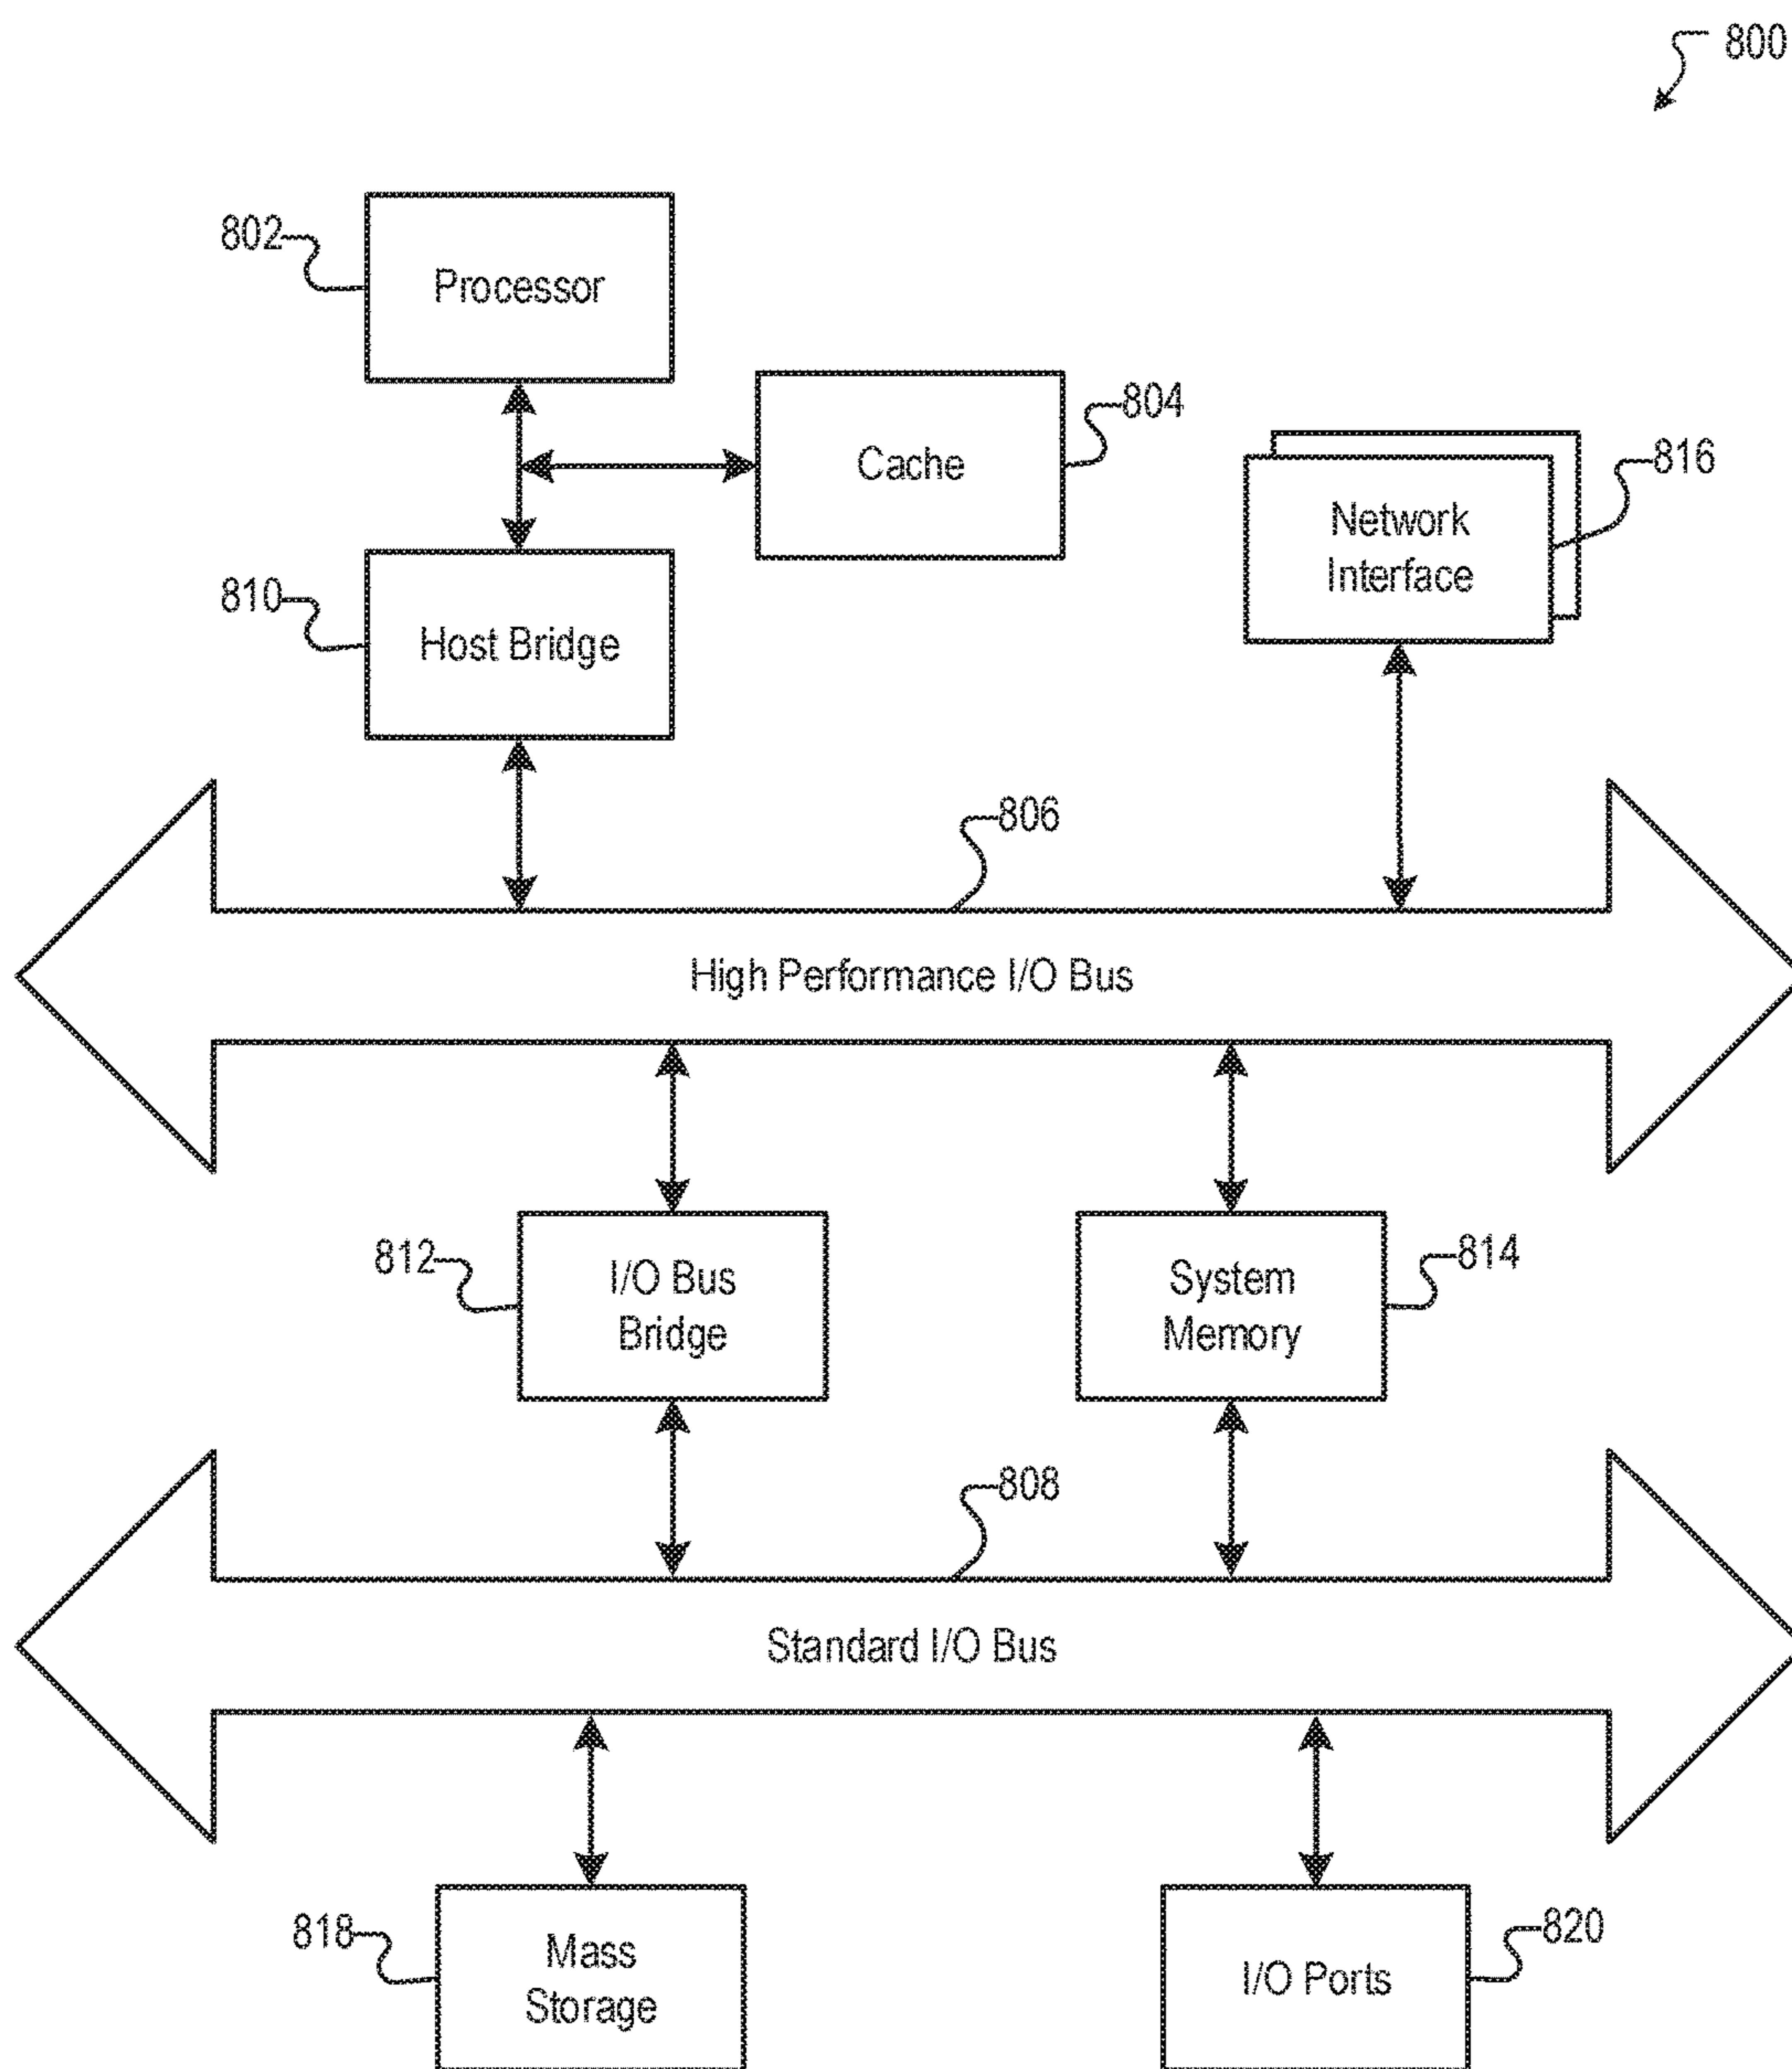 800
802
Processor
804
Cache
816
Network
Interface
810
Host Bridge
806
High Performance I/O Bus
812
I/O Bus
Bridge
814
System
Memory
808
Standard I/O Bus
818
Mass
Storage
820
I/O Ports